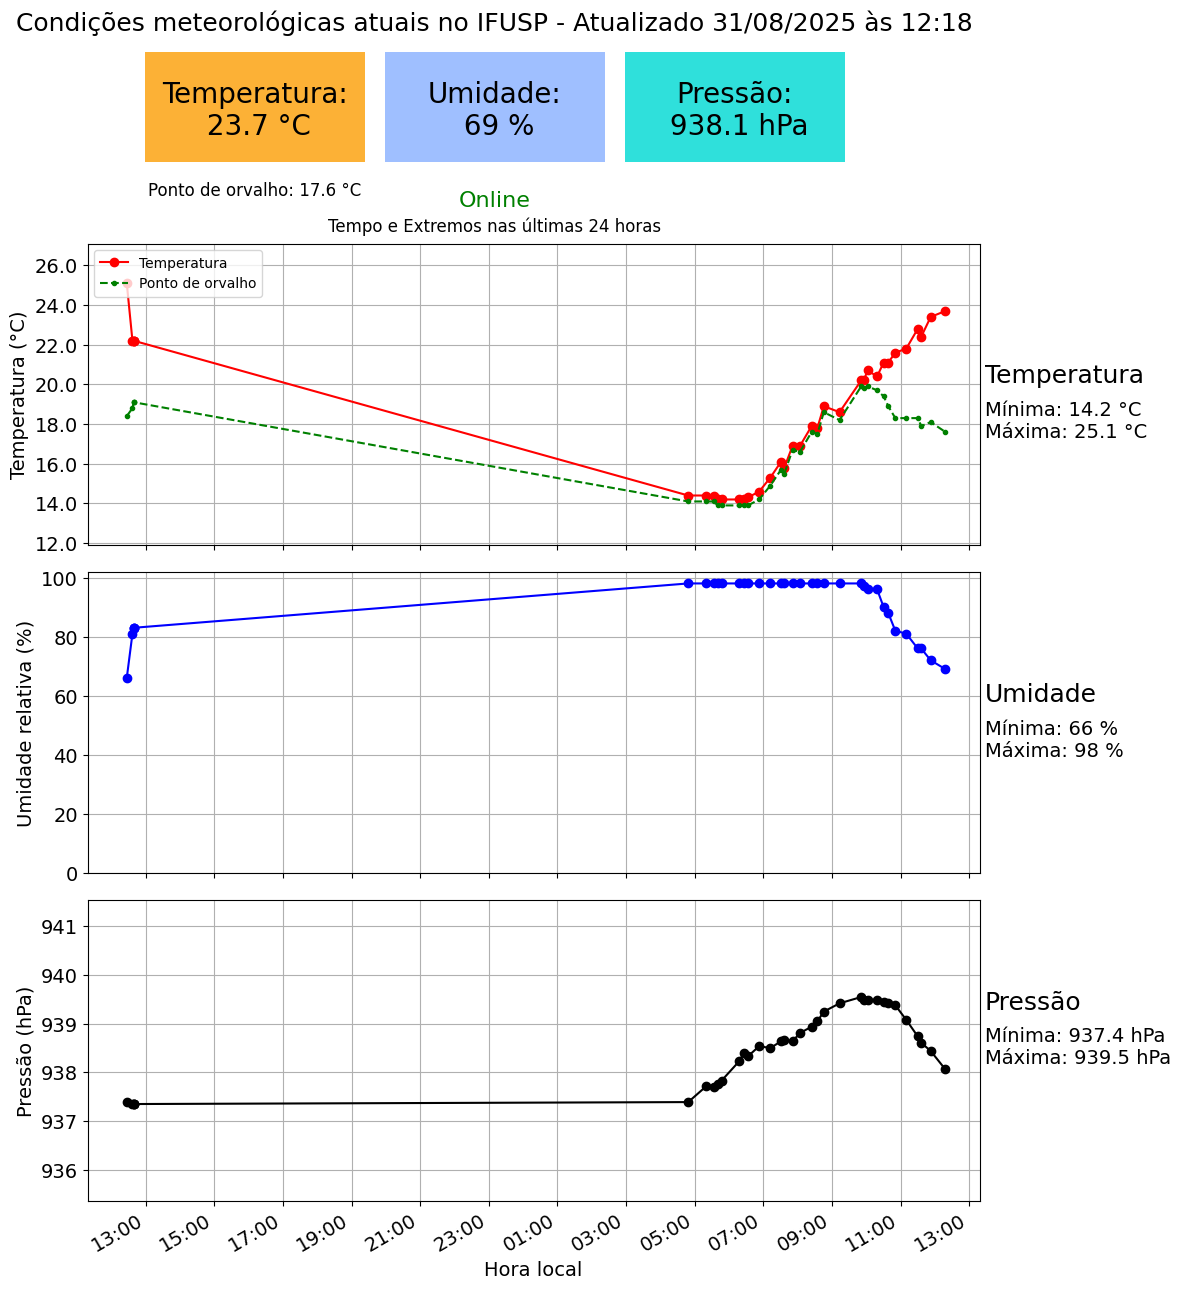 Condições meteorológicas atuais no IFUSP - Atualizado 31/08/2025 às 12:18
Temperatura:
23.7 °C
Umidade:
69 %
Pressão:
938.1 hPa
Ponto de orvalho: 17.6 °C
Online
Tempo e Extremos nas últimas 24 horas
Temperatura (°C)
26.0
24.0
22.0
20.0
18.0
16.0
14.0
12.0
Temperatura
Ponto de orvalho
Temperatura
Mínima: 14.2 °C
Máxima: 25.1 °C
Umidade relativa (%)
100
80
60
40
20
0
Umidade
Mínima: 66 %
Máxima: 98 %
Pressão (hPa)
941
940
939
938
937
936
Pressão
Mínima: 937.4 hPa
Máxima: 939.5 hPa
13:00 15:00 17:00 19:00 21:00 23:00 01:00 03:00 05:00 07:00 09:00 11:00 13:00
Hora local